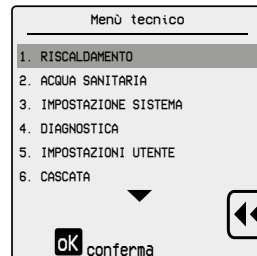 Menù tecnico
1. RISCALDAMENTO
2. ACQUA SANITARIA
3. IMPOSTAZIONE SISTEMA
4. DIAGNOSTICA
5. IMPOSTAZIONI UTENTE
6. CASCATA
OK conferma